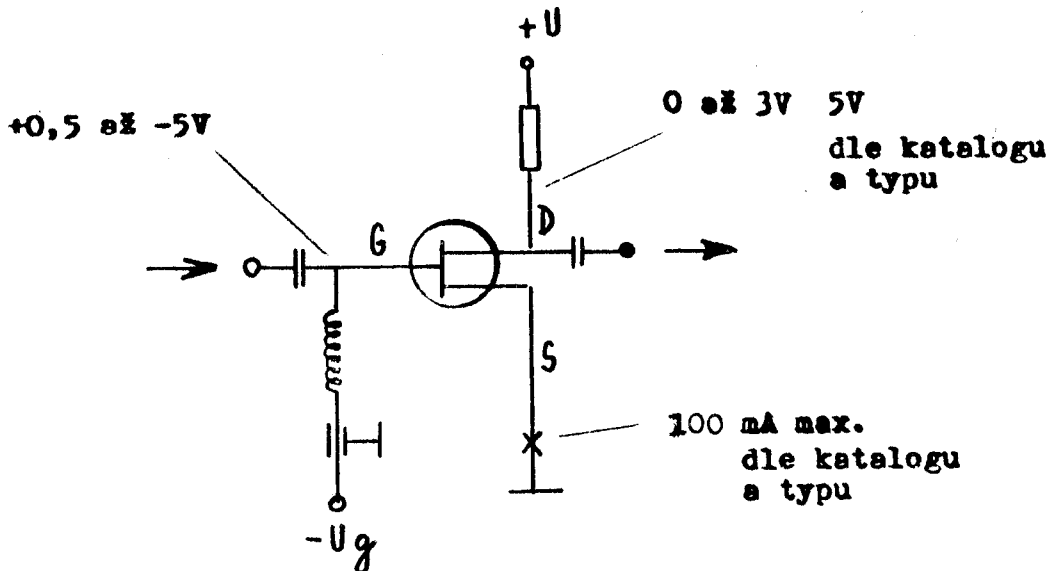 +U
+0,5 až -5V
0 až 3V 5V
dle katalogu
a typu
G
D
S
100 mA max.
dle katalogu
a typu
-Ug